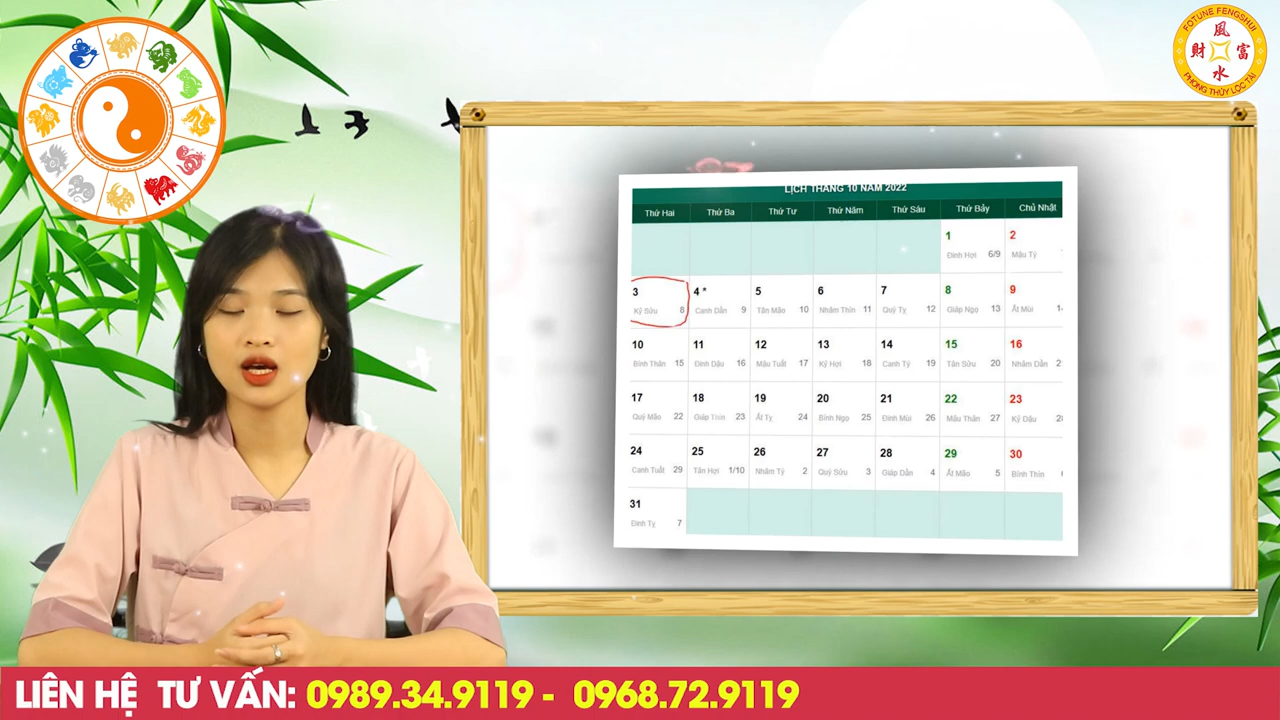 FOTUNE FENGSHUI
風
財 富
水
PHONG THỦY LỘC TÀI
LỊCH THÁNG 10 NĂM 2022
Thứ Hai Thứ Ba Thứ Tư Thứ Năm Thứ Sáu Thứ Bảy Chủ Nhật
1 2
Đinh Hợi 6/9 Mậu Tý
3 4 * 5 6 7 8 9
Kỷ Sửu 8 Canh Dần 9 Tân Mão 10 Nhâm Thìn 11 Quý Tỵ 12 Giáp Ngọ 13 Ất Mùi
10 11 12 13 14 15 16
Bính Thân 15 Đinh Dậu 16 Mậu Tuất 17 Kỷ Hợi 18 Canh Tý 19 Tân Sửu 20 Nhâm Dần
17 18 19 20 21 22 23
Quý Mão 22 Giáp Thìn 23 Ất Tỵ 24 Bính Ngọ 25 Đinh Mùi 26 Mậu Thân 27 Kỷ Dậu
24 25 26 27 28 29 30
Canh Tuất 29 Tân Hợi 1/10 Nhâm Tý 2 Quý Sửu 3 Giáp Dần 4 Ất Mão 5 Bính Thìn
31
Đinh Tỵ 7
LIÊN HỆ TƯ VẤN: 0989.34.9119 - 0968.72.9119